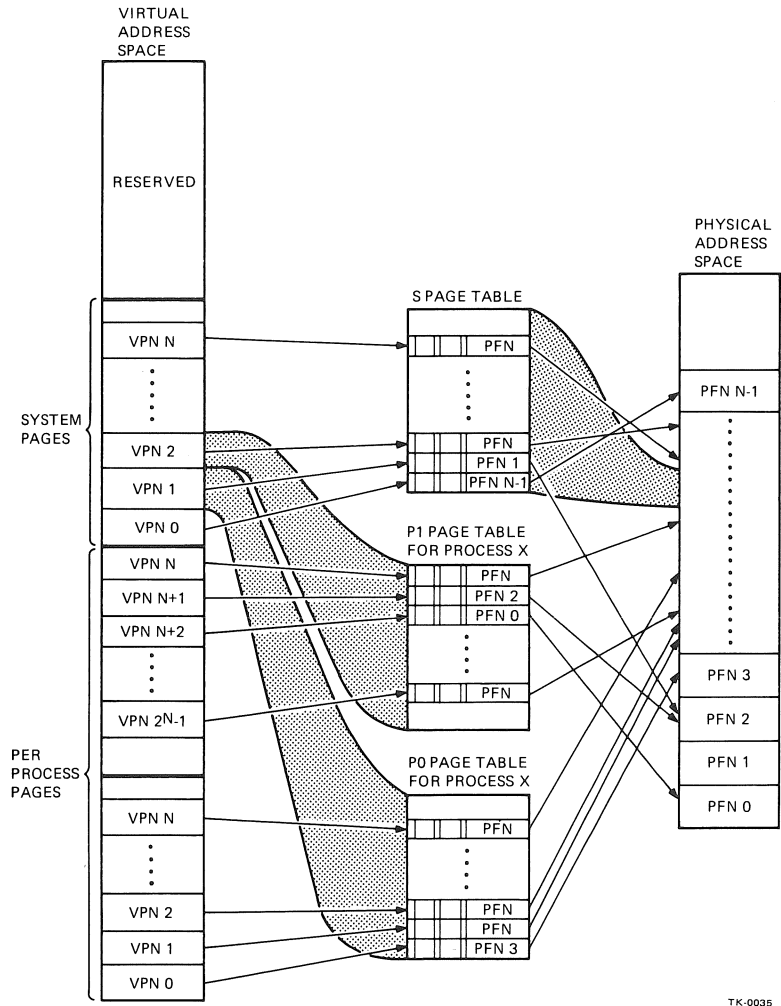 VIRTUAL
ADDRESS
SPACE
RESERVED
SYSTEM
PAGES
VPN N
VPN 2
VPN 1
VPN 0
PER
PROCESS
PAGES
VPN N
VPN N+1
VPN N+2
VPN 2N-1
VPN N
VPN 2
VPN 1
VPN 0
S PAGE TABLE
PFN
PFN
PFN 1
PFN N-1
P1 PAGE TABLE
FOR PROCESS X
PFN
PFN 2
PFN 0
PFN
P0 PAGE TABLE
FOR PROCESS X
PFN
PFN
PFN
PFN 3
PHYSICAL
ADDRESS
SPACE
PFN N-1
PFN 3
PFN 2
PFN 1
PFN 0
TK-0035